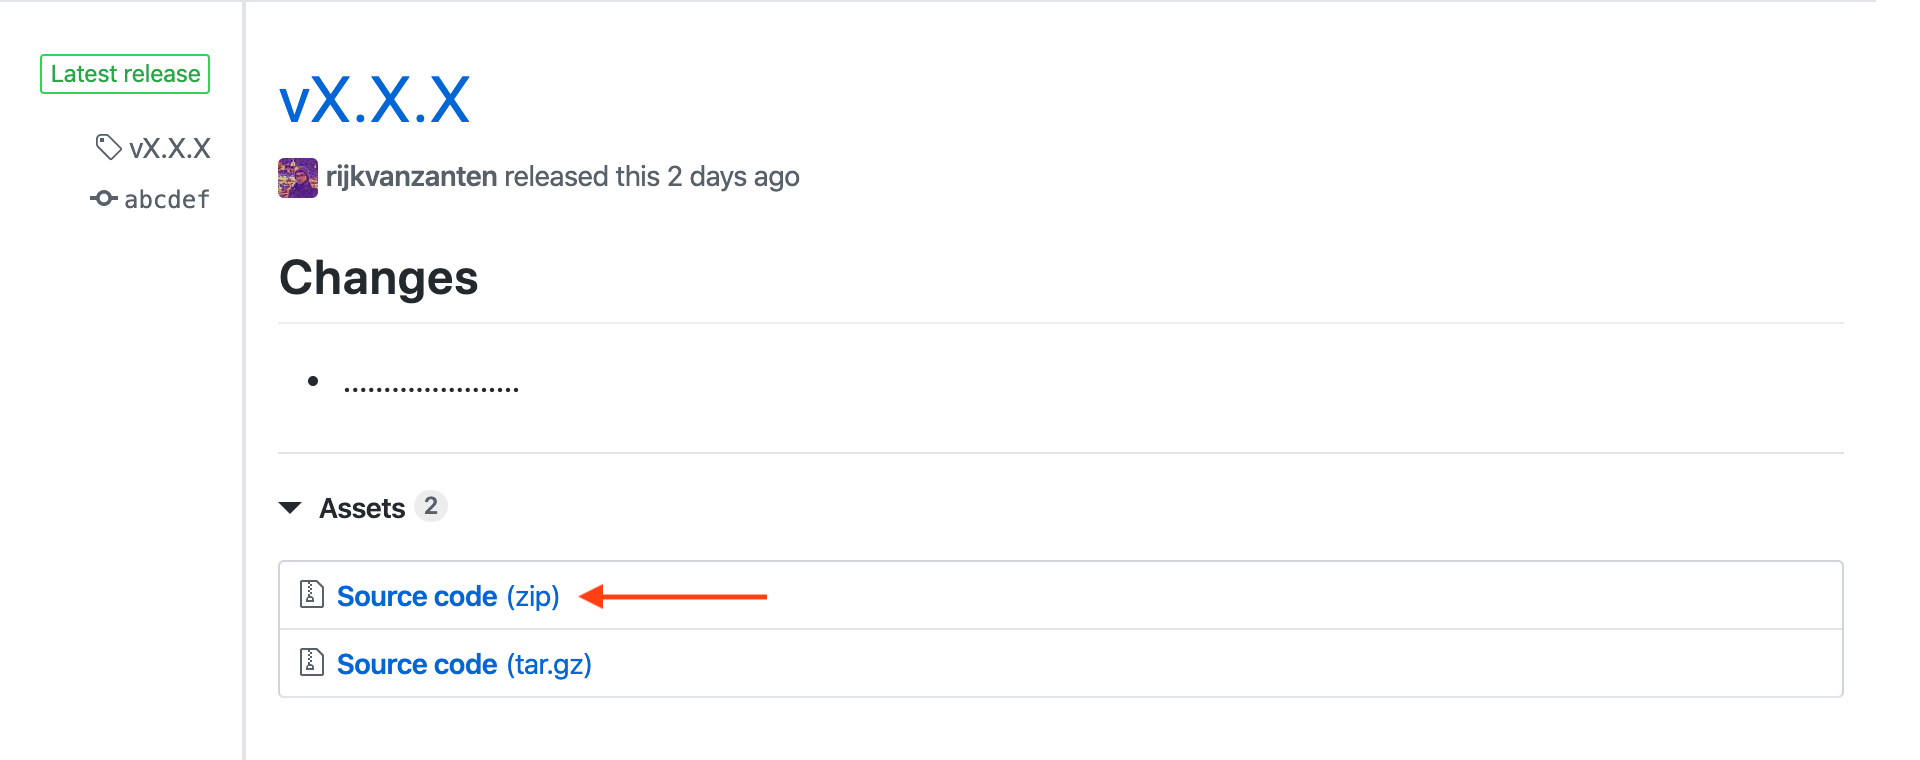 Latest release
vX.X.X
abcdef
vX.X.X
rijkvanzanten released this 2 days ago
Changes
• ......................
Assets 2
Source code (zip)
Source code (tar.gz)